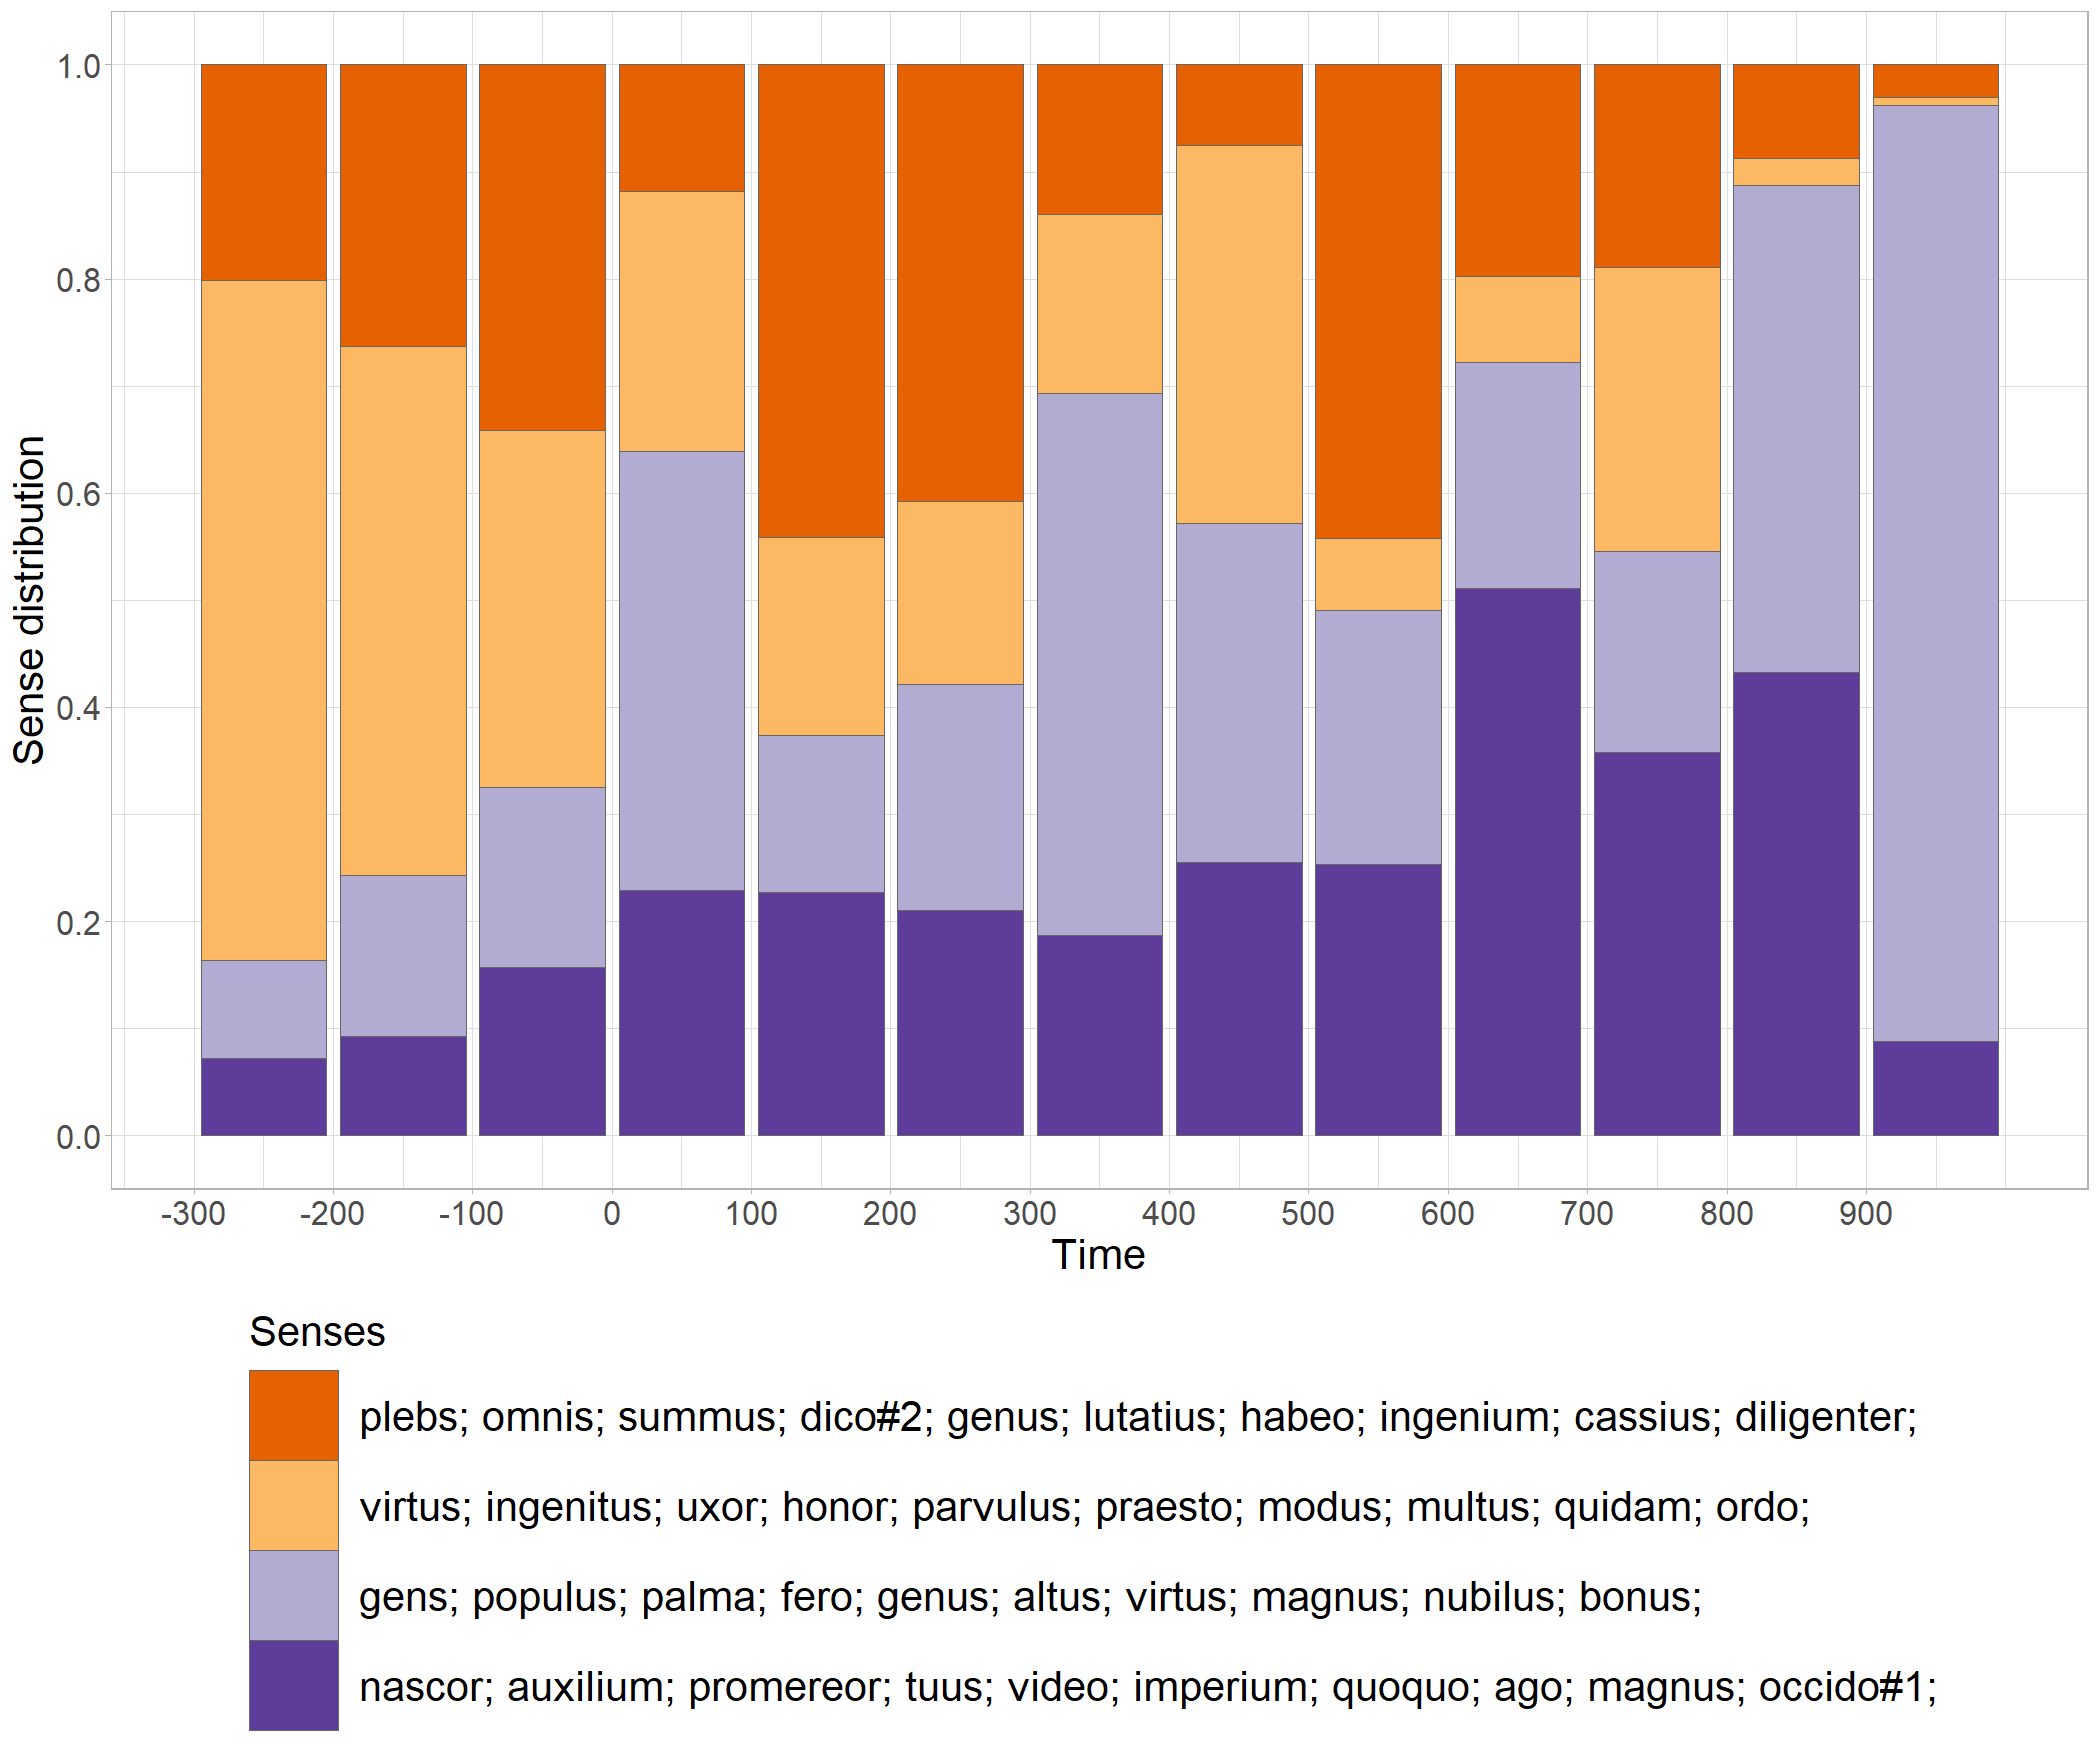 1.0
0.8
0.6
0.4
0.2
0.0
Sense distribution
-300 -200 -100 0 100 200 300 400 500 600 700 800 900
Time
Senses
plebs; omnis; summus; dico#2; genus; lutatius; habeo; ingenium; cassius; diligenter;
virtus; ingenitus; uxor; honor; parvulus; praesto; modus; multus; quidam; ordo;
gens; populus; palma; fero; genus; altus; virtus; magnus; nubilus; bonus;
nascor; auxilium; promereor; tuus; video; imperium; quoquo; ago; magnus; occido#1;